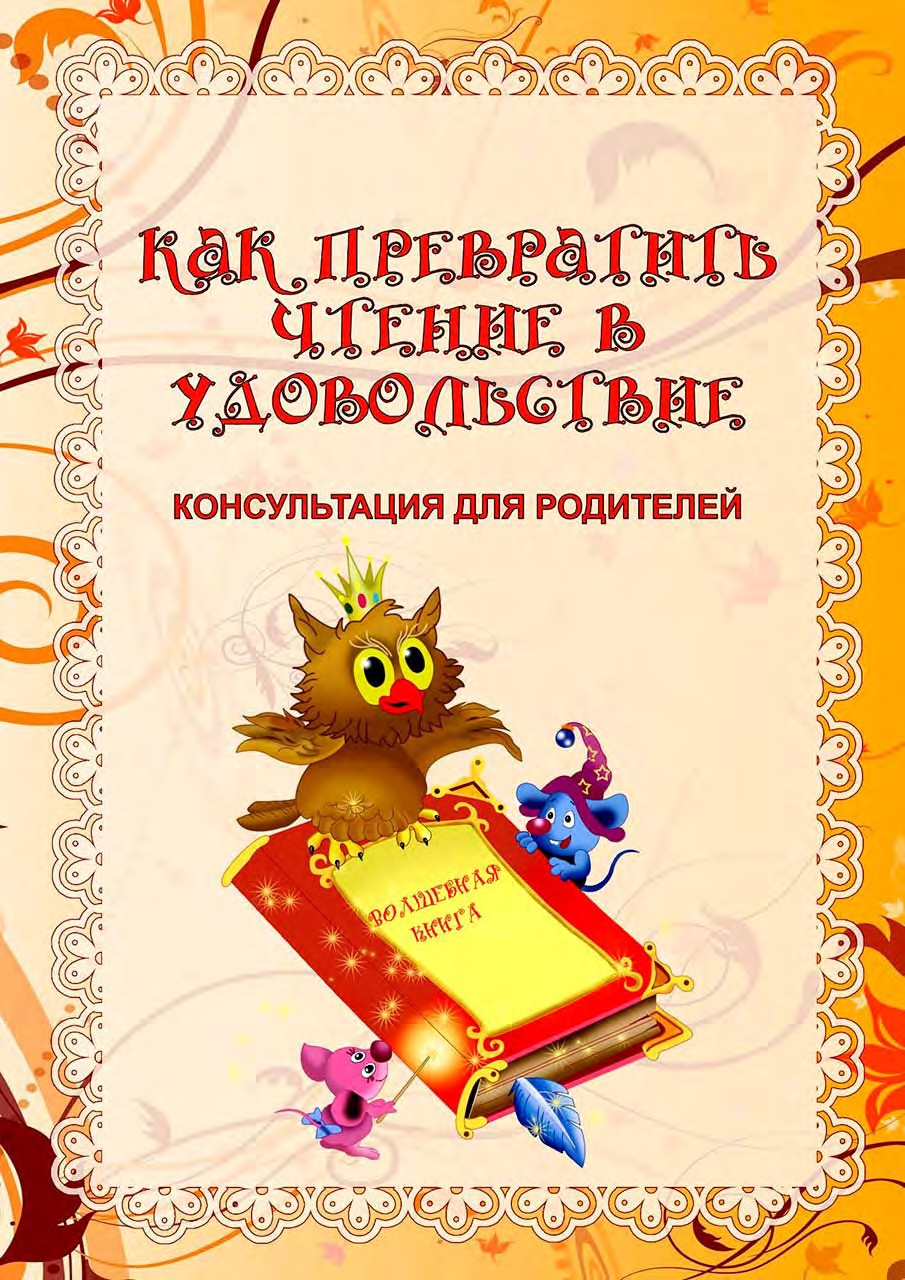 КАК ПРЕВРАТИТЬ
ЧТЕНИЕ В
УДОВОЛЬСТВИЕ
КОНСУЛЬТАЦИЯ ДЛЯ РОДИТЕЛЕЙ
ВОЛШЕБНАЯ
КНИГА